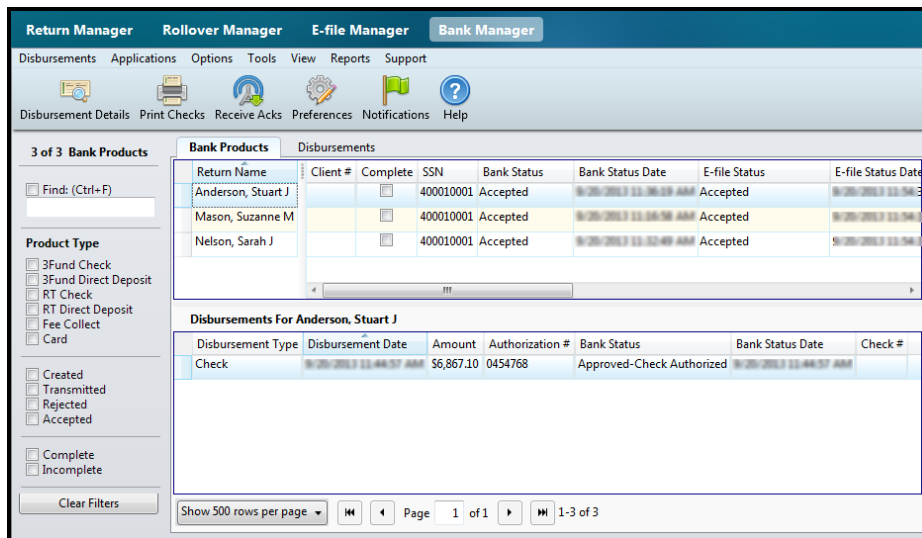 Return Manager Rollover Manager E-file Manager Bank Manager
Disbursements Applications Options Tools View Reports Support
Disbursement Details Print Checks Receive Acks Preferences Notifications Help
3 of 3 Bank Products
Find: (Ctrl+F)
Product Type
3Fund Check
3Fund Direct Deposit
RT Check
RT Direct Deposit
Fee Collect
Card
Created
Transmitted
Rejected
Accepted
Complete
Incomplete
Clear Filters
Bank Products Disbursements
Return Name Client # Complete SSN Bank Status Bank Status Date E-file Status E-file Status Date
Anderson, Stuart J 400010001 Accepted Accepted
Mason, Suzanne M 400010001 Accepted Accepted
Nelson, Sarah J 400010001 Accepted Accepted
Disbursements For Anderson, Stuart J
Disbursement Type Disbursement Date Amount Authorization # Bank Status Bank Status Date Check #
Check $6,867.10 0454768 Approved-Check Authorized
Show 500 rows per page Page 1 of 1 1-3 of 3